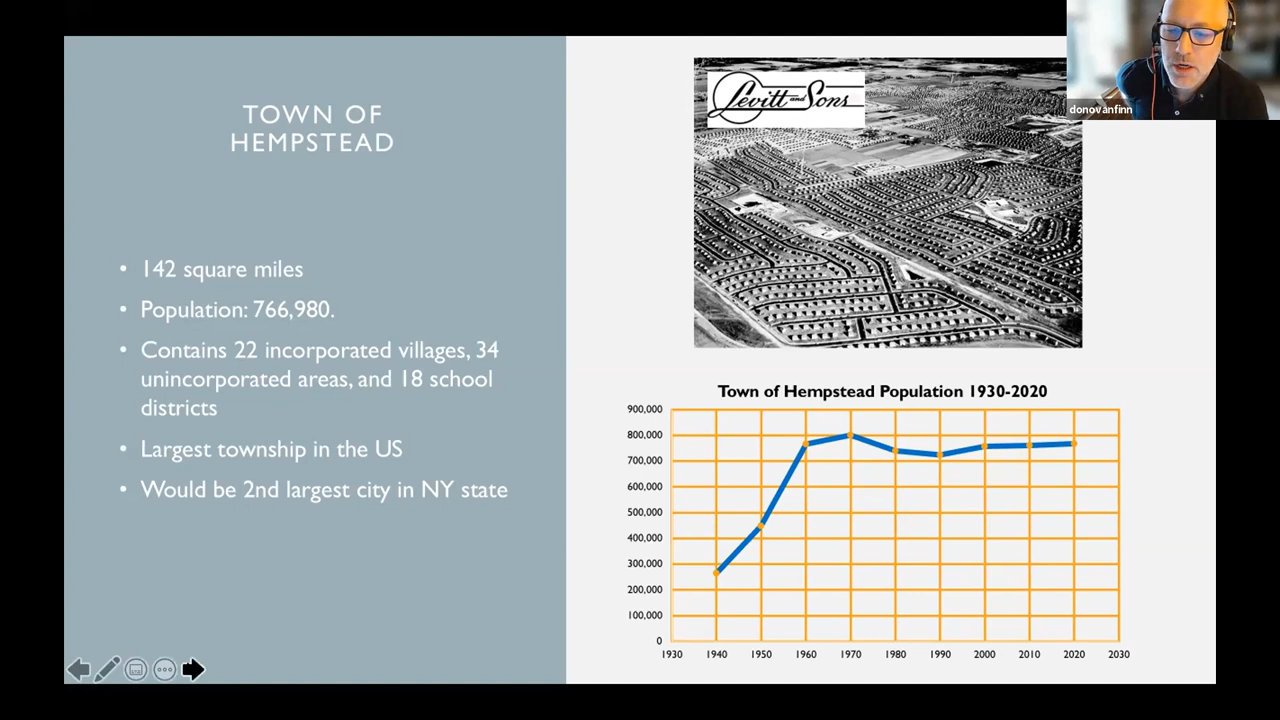 TOWN OF
HEMPSTEAD
• 142 square miles
• Population: 766,980.
• Contains 22 incorporated villages, 34
unincorporated areas, and 18 school
districts
• Largest township in the US
• Would be 2nd largest city in NY state
Levitt and Sons
donovanfinn
Town of Hempstead Population 1930-2020
900,000
800,000
700,000
600,000
500,000
400,000
300,000
200,000
100,000
0
1930 1940 1950 1960 1970 1980 1990 2000 2010 2020 2030